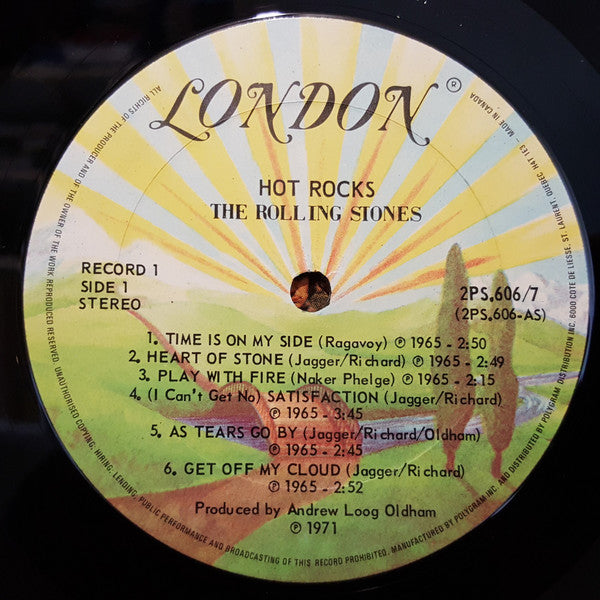 LONDON ®
HOT ROCKS
THE ROLLING STONES
RECORD 1
SIDE 1
STEREO
2PS.606/7
(2PS.606-AS)
1. TIME IS ON MY SIDE (Ragavoy) ℗ 1965 - 2:50
2. HEART OF STONE (Jagger/Richard) ℗ 1965 - 2:49
3. PLAY WITH FIRE (Naker Phelge) ℗ 1965 - 2:15
4. (I Can't Get No) SATISFACTION (Jagger/Richard)
℗ 1965 - 3:45
5. AS TEARS GO BY (Jagger/Richard/Oldham)
℗ 1965 - 2:45
6. GET OFF MY CLOUD (Jagger/Richard)
℗ 1965 - 2:52
Produced by Andrew Loog Oldham
℗ 1971
ALL RIGHTS OF THE PRODUCER AND OF THE OWNER OF THE WORK REPRODUCED RESERVED. UNAUTHORISED COPYING, HIRING, LENDING, PUBLIC PERFORMANCE AND BROADCASTING OF THIS RECORD PROHIBITED. MANUFACTURED BY POLYGRAM INC. AND DISTRIBUTED BY POLYGRAM DISTRIBUTION INC. 6000 COTE DE LIESSE, ST. LAURENT, QUEBEC H4T 1E3 - MADE IN CANADA